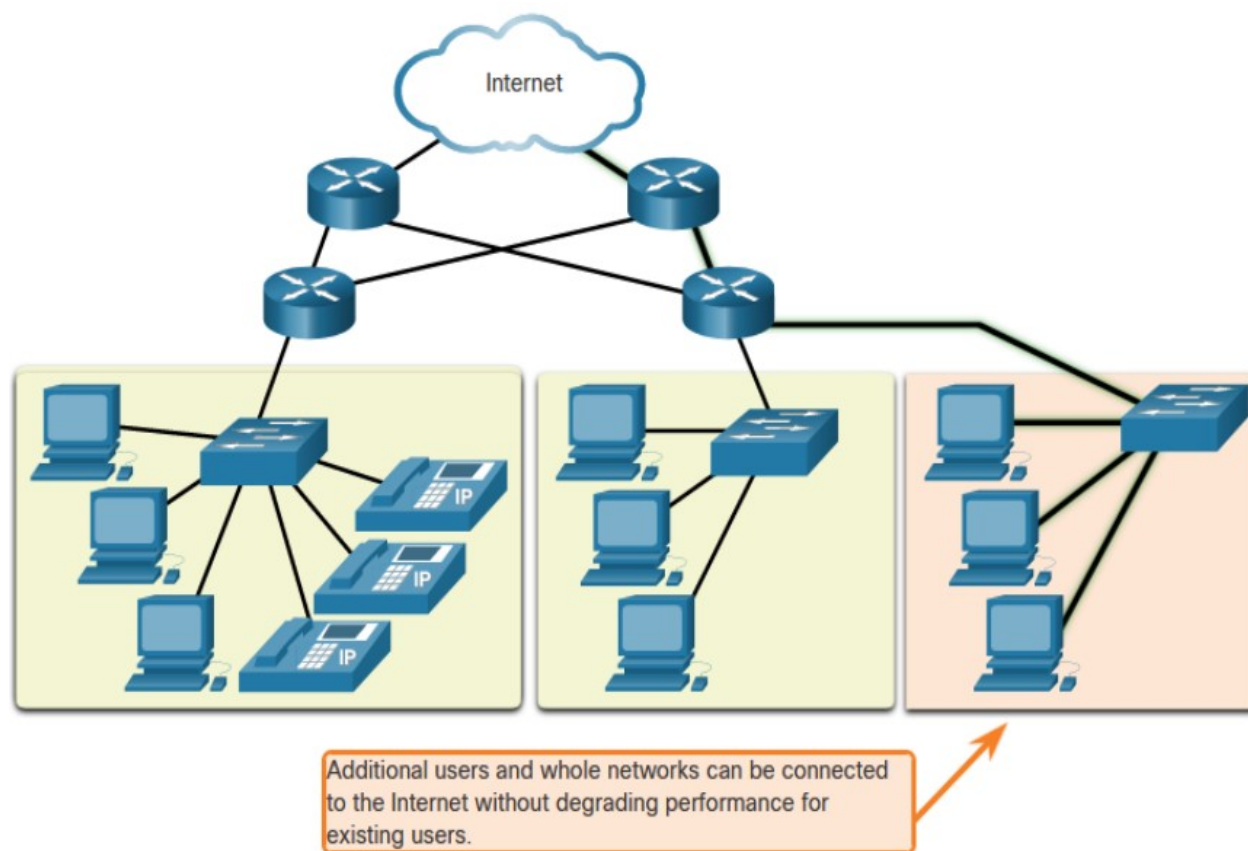 Internet
IP
IP
IP
Additional users and whole networks can be connected
to the Internet without degrading performance for
existing users.